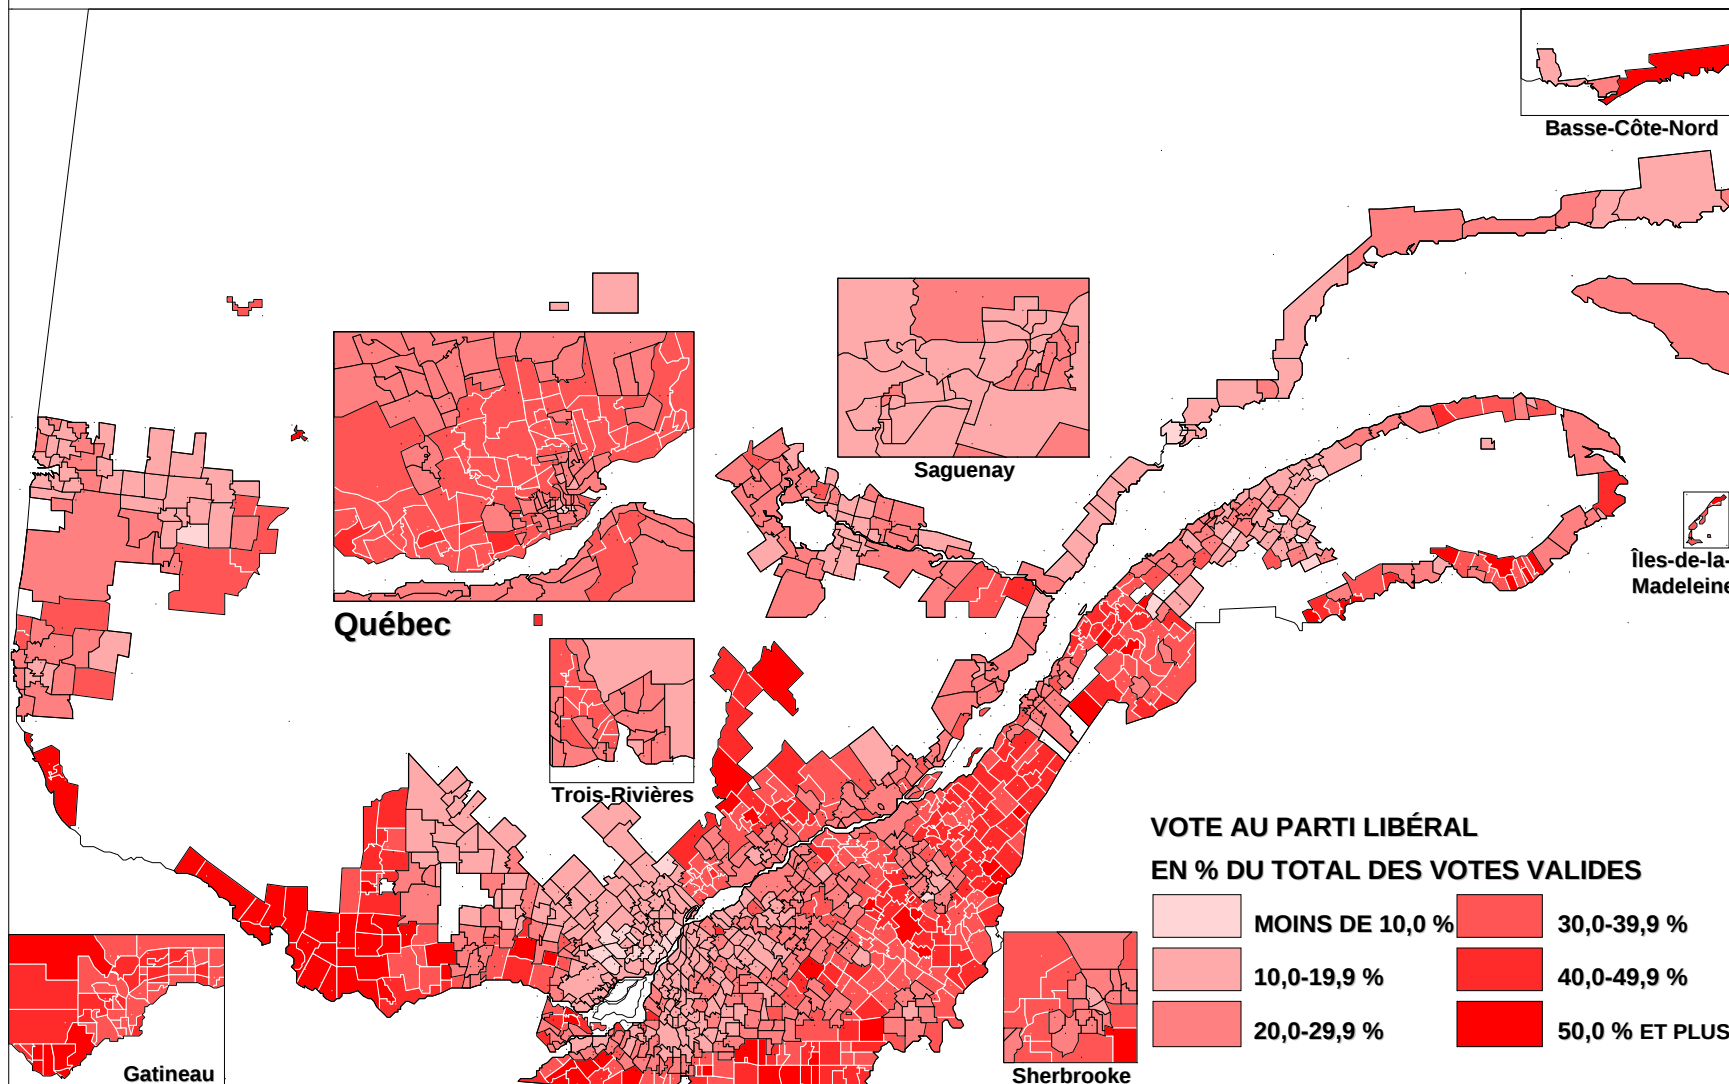 Basse-Côte-Nord
Saguenay
Îles-de-la-
Madeleine
Québec
Trois-Rivières
VOTE AU PARTI LIBÉRAL
EN % DU TOTAL DES VOTES VALIDES
MOINS DE 10,0 %
30,0-39,9 %
10,0-19,9 %
40,0-49,9 %
20,0-29,9 %
50,0 % ET PLUS
Gatineau
Sherbrooke